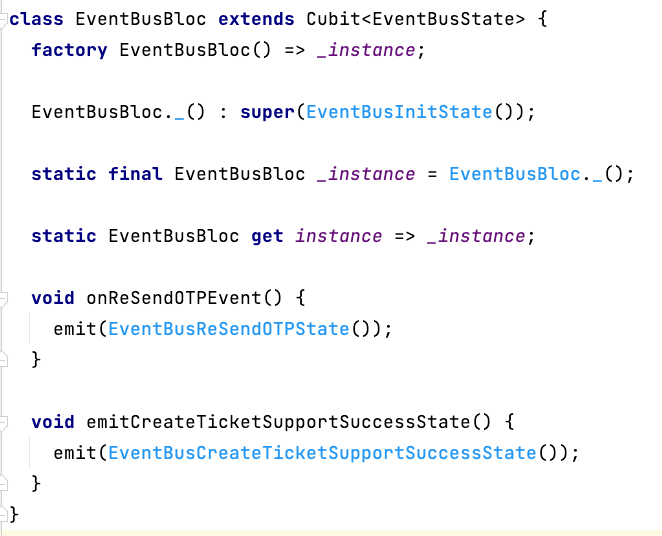 class EventBusBloc extends Cubit<EventBusState> {
factory EventBusBloc() => _instance;
EventBusBloc._() : super(EventBusInitState());
static final EventBusBloc _instance = EventBusBloc._();
static EventBusBloc get instance => _instance;
void onReSendOTPEvent() {
emit(EventBusReSendOTPState());
}
void emitCreateTicketSupportSuccessState() {
emit(EventBusCreateTicketSupportSuccessState());
}
}